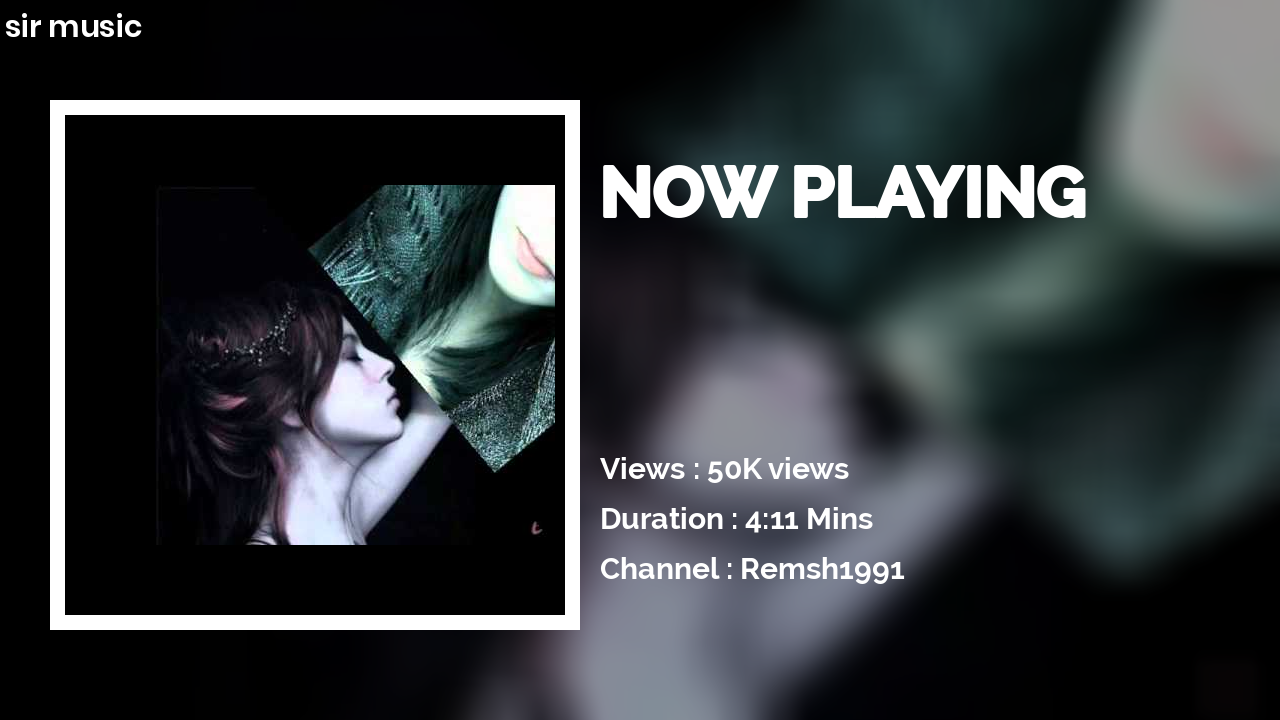 sir music
NOW PLAYING
Views : 50K views
Duration : 4:11 Mins
Channel : Remsh1991